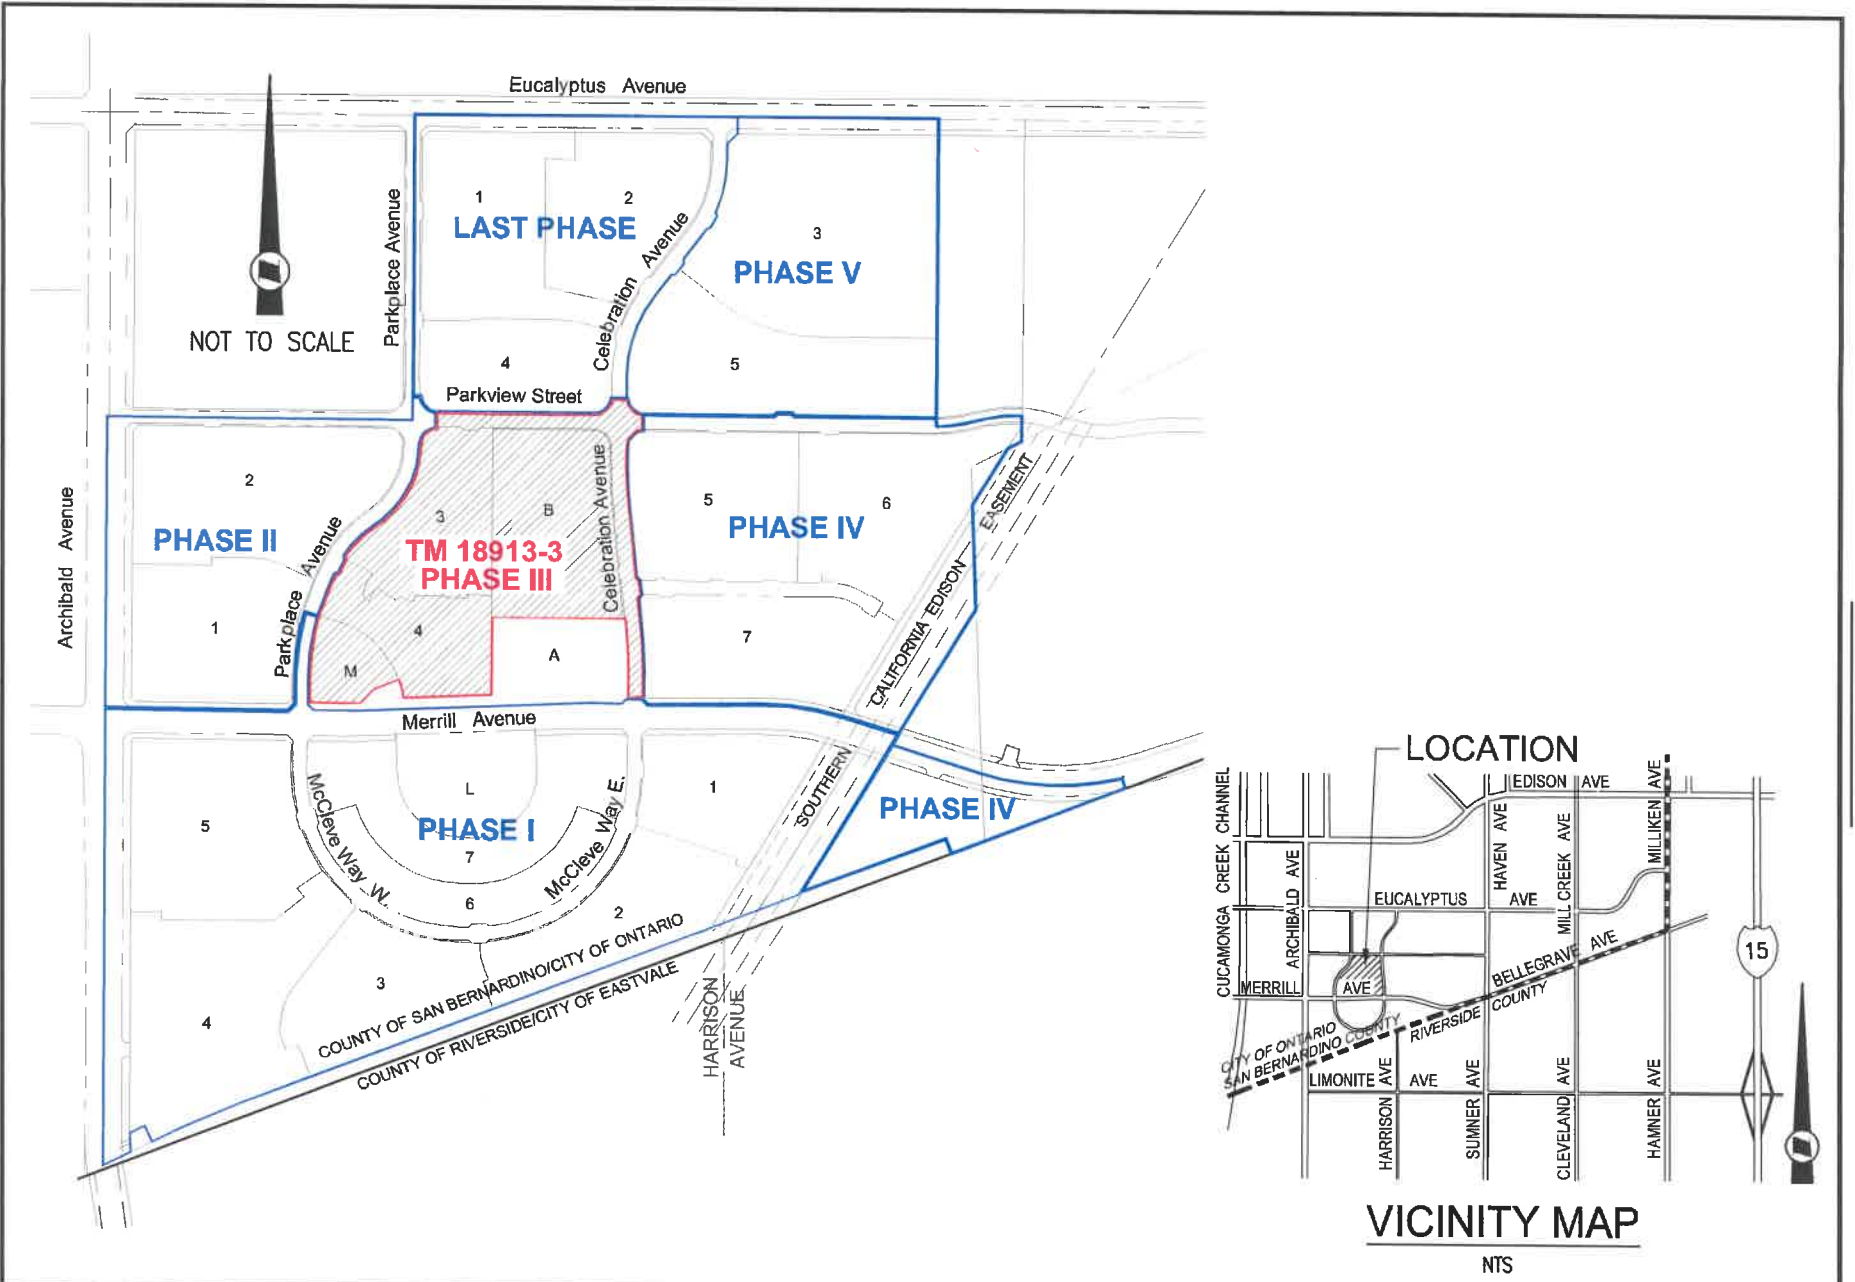 Eucalyptus Avenue
Parkplace Avenue
1
2
LAST PHASE
Celebration Avenue
3
PHASE V
NOT TO SCALE
4
5
Parkview Street
Archibald Avenue
2
PHASE II
1
Parkplace Avenue
3
B
TM 18913-3
PHASE III
Celebration Avenue
4
M
A
5
6
PHASE IV
7
SOUTHERN CALIFORNIA EDISON EASEMENT
Merrill Avenue
McCleve Way W.
L
PHASE I
7
McCleve Way E.
6
1
5
2
3
4
PHASE IV
COUNTY OF SAN BERNARDINO/CITY OF ONTARIO
COUNTY OF RIVERSIDE/CITY OF EASTVALE
HARRISON
AVENUE
LOCATION
CUCAMONGA CREEK CHANNEL
ARCHIBALD AVE
EDISON AVE
HAVEN AVE
MILL CREEK AVE
MILLIKEN AVE
EUCALYPTUS AVE
MERRILL AVE
BELLEGRAVE AVE
15
CITY OF ONTARIO
SAN BERNARDINO COUNTY
RIVERSIDE COUNTY
LIMONITE AVE
HARRISON AVE
SUMNER AVE
CLEVELAND AVE
HAMNER AVE
VICINITY MAP
NTS